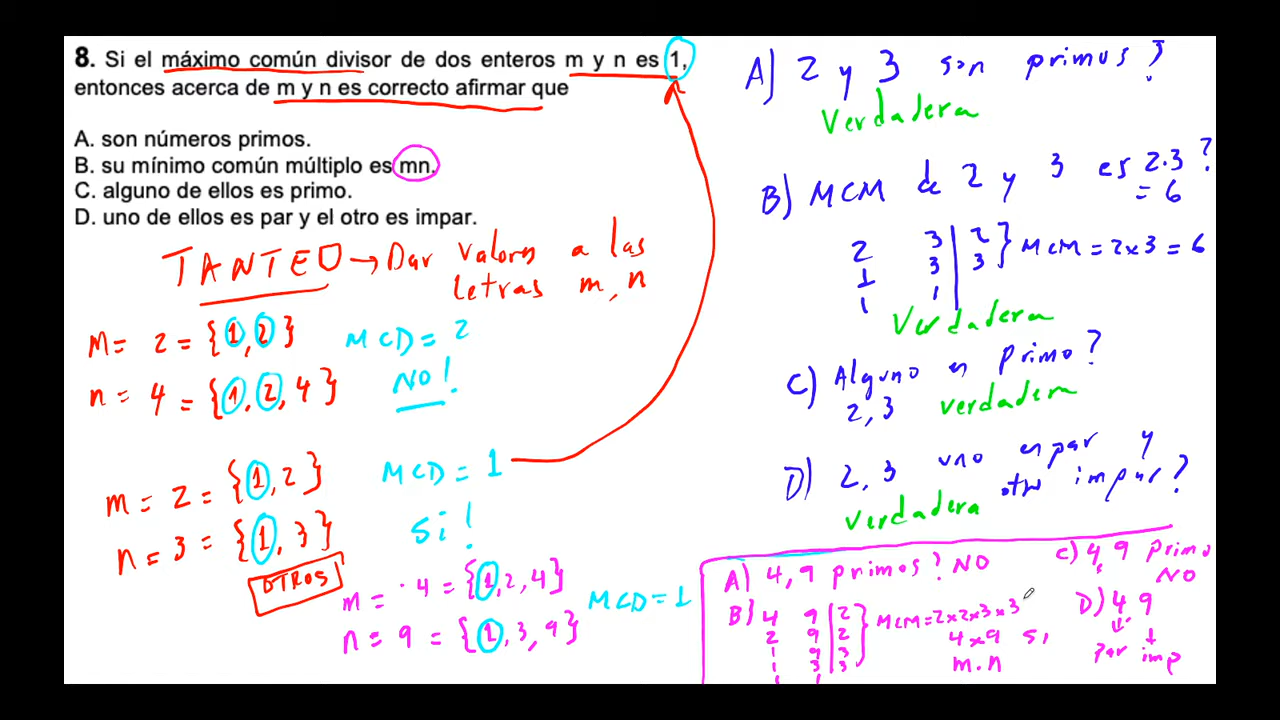 8. Si el máximo común divisor de dos enteros m y n es 1,
entonces acerca de m y n es correcto afirmar que
A. son números primos.
B. su mínimo común múltiplo es mn.
C. alguno de ellos es primo.
D. uno de ellos es par y el otro es impar.
TANTEO → Dar valores a las
letras m, n
m = 2 = {1, 2} MCD = 2
n = 4 = {1, 2, 4} NO!
m = 2 = {1, 2} MCD = 1
n = 3 = {1, 3} Si!
OTROS
m = 4 = {1, 2, 4}
n = 9 = {1, 3, 9} MCD = 1
A) 2 y 3 son primos?
Verdadera
B) MCM de 2 y 3 es 2·3?
= 6
2 3 | 2
1 3 | 3 } MCM = 2x3 = 6
1 1
Verdadera
C) Alguno es Primo?
2, 3 verdadera
D) 2, 3 uno es par y
otro impar?
verdadera
A) 4, 9 primos? NO
B) 4 9 | 2
2 9 | 2 } MCM = 2x2x3x3
1 9 | 3 4x9 Si
1 3 | 3 m.n
1 1
C) 4, 9 Primo
NO
D) 4 9
Par imp